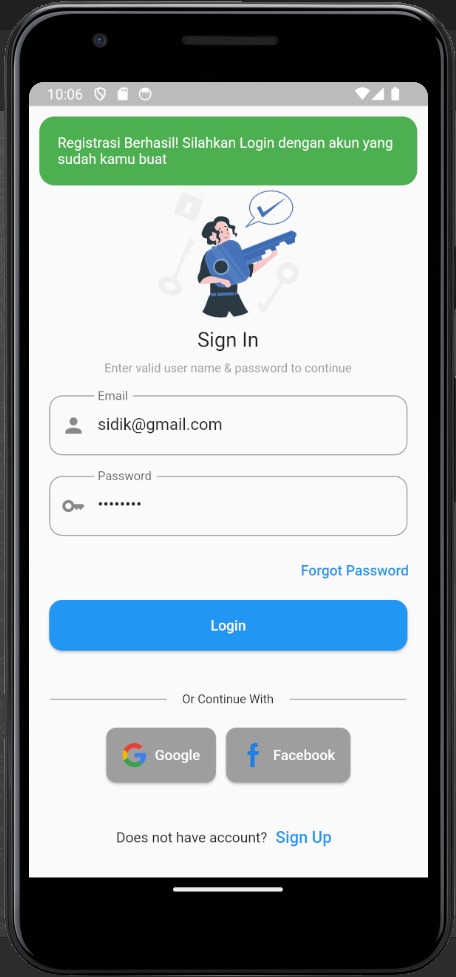 10:06
Registrasi Berhasil! Silahkan Login dengan akun yang
sudah kamu buat
Sign In
Enter valid user name & password to continue
Email
sidik@gmail.com
Password
••••••••
Forgot Password
Login
Or Continue With
Google
Facebook
Does not have account? Sign Up